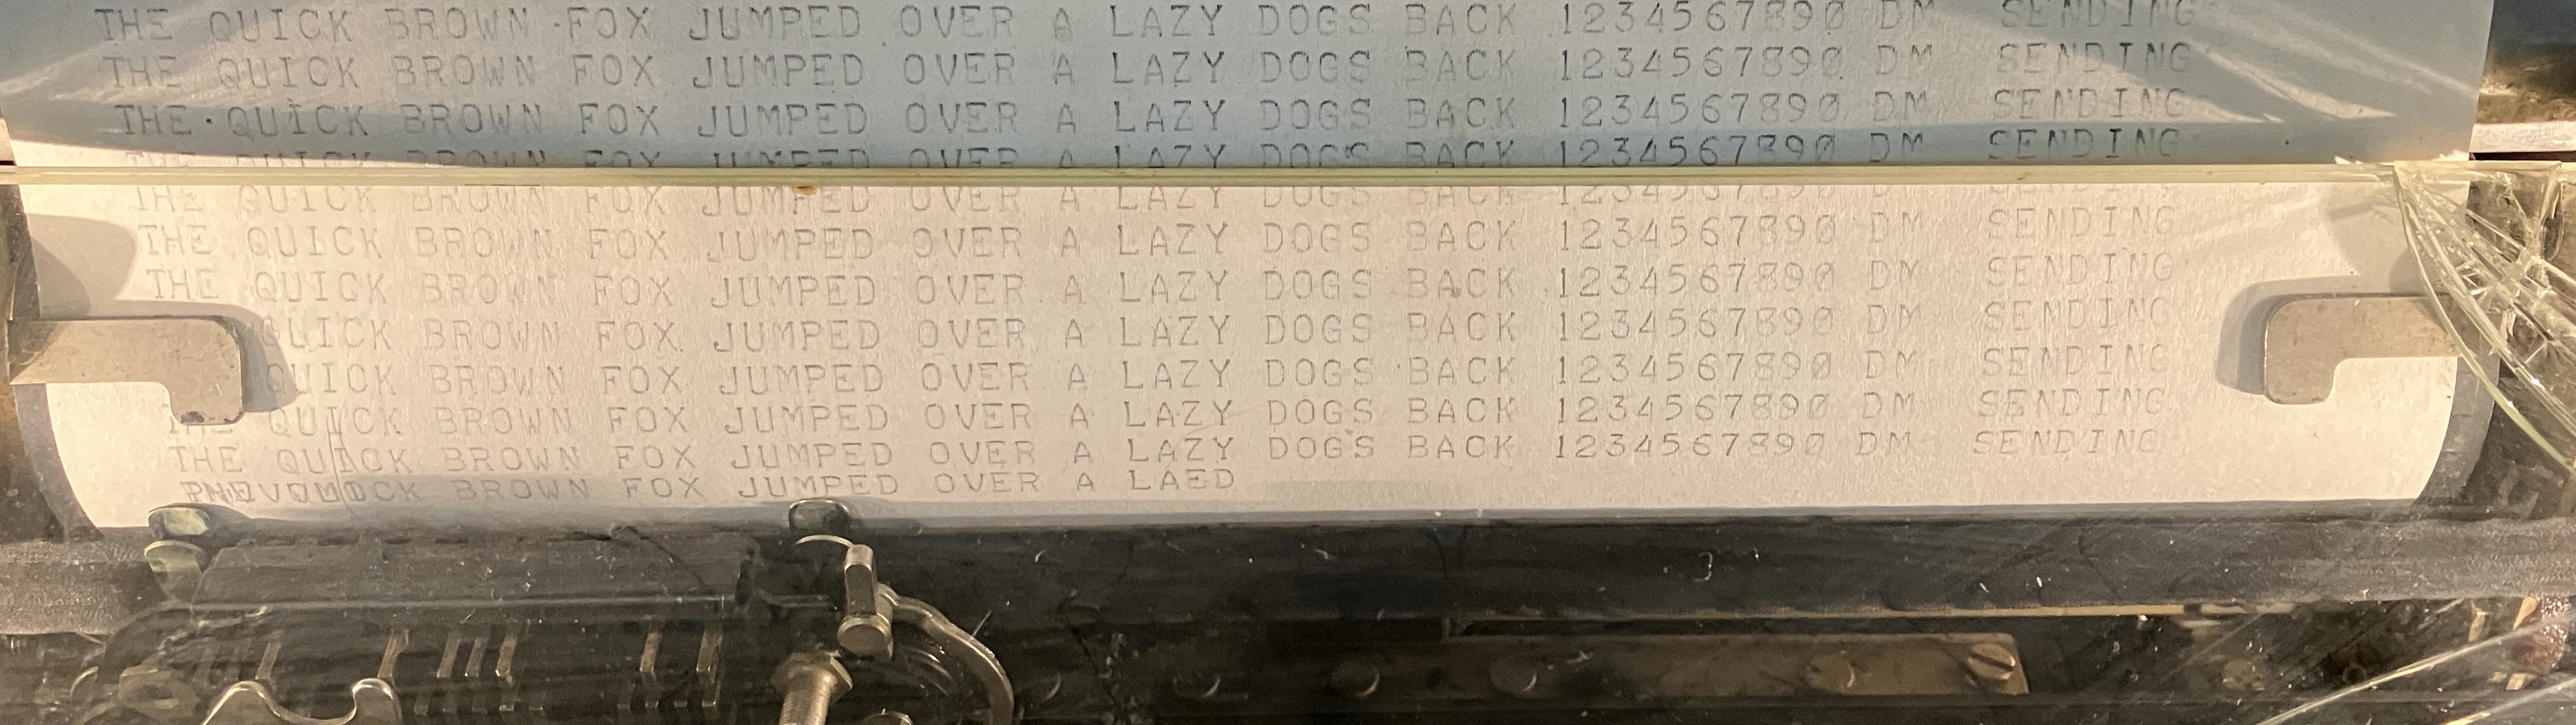 THE QUICK BROWN FOX JUMPED OVER A LAZY DOGS BACK 1234567890 DM SENDING
THE QUICK BROWN FOX JUMPED OVER A LAZY DOGS BACK 1234567890 DM SENDING
THE QUICK BROWN FOX JUMPED OVER A LAZY DOGS BACK 1234567890 DM SENDING
THE QUICK BROWN FOX JUMPED OVER A LAZY DOGS BACK 1234567890 DM SENDING
THE QUICK BROWN FOX JUMPED OVER A LAZY DOGS BACK 1234567890 DM SENDING
THE QUICK BROWN FOX JUMPED OVER A LAZY DOGS BACK 1234567890 DM SENDING
THE QUICK BROWN FOX JUMPED OVER A LAZY DOGS BACK 1234567890 DM SENDING
QUICK BROWN FOX JUMPED OVER A LAZY DOGS BACK 1234567890 DM SENDING
QUICK BROWN FOX JUMPED OVER A LAZY DOGS BACK 1234567890 DM SENDING
THE QUICK BROWN FOX JUMPED OVER A LAZY DOGS BACK 1234567890 DM SENDING
THE QUICK BROWN FOX JUMPED OVER A LAZY DOGS BACK 1234567890 DM SENDING
BROWN FOX JUMPED OVER A LAED